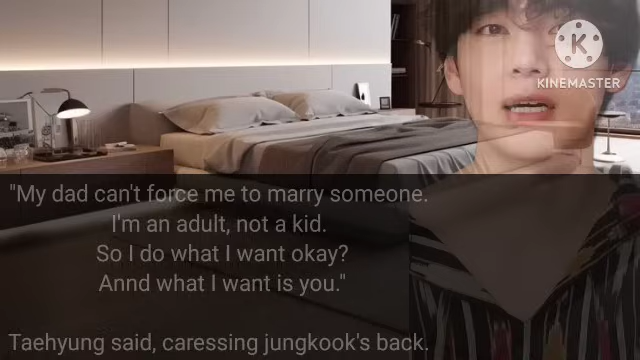 KINEMASTER
"My dad can't force me to marry someone.
I'm an adult, not a kid.
So I do what I want okay?
Annd what I want is you."
Taehyung said, caressing jungkook's back.